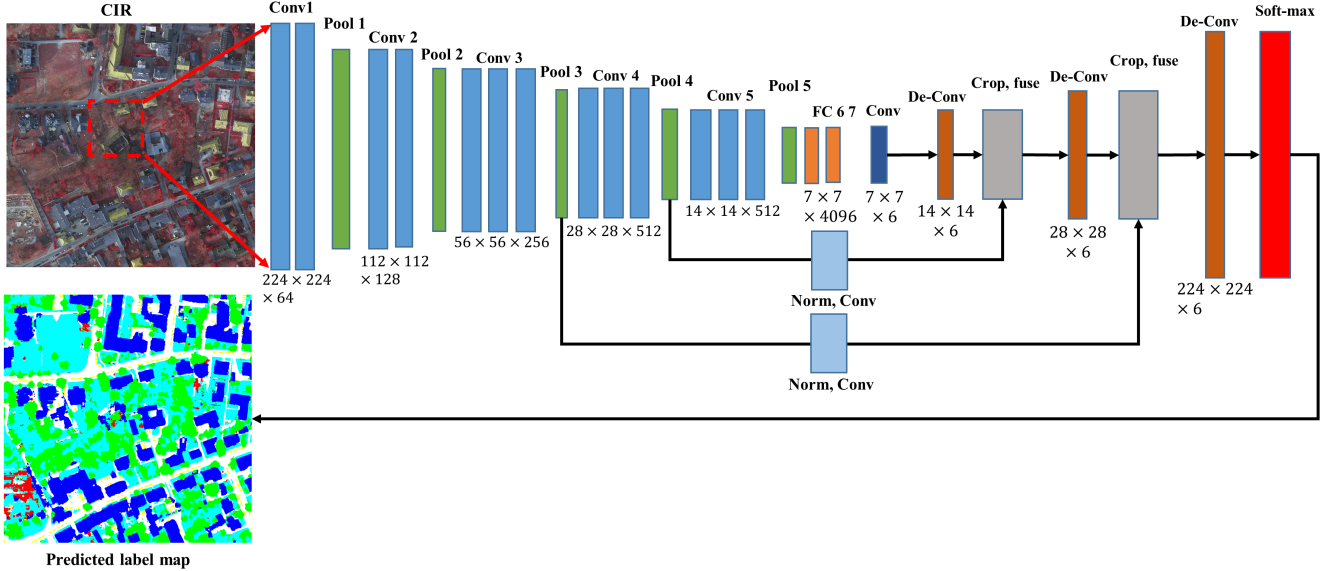 CIR
Conv1
Pool 1
Conv 2
Pool 2
Conv 3
Pool 3
Conv 4
Pool 4
Conv 5
Pool 5
FC 6 7
Conv
De-Conv
Crop, fuse
De-Conv
Crop, fuse
De-Conv
Soft-max
224 × 224
× 64
112 × 112
× 128
56 × 56 × 256
28 × 28 × 512
14 × 14 × 512
7 × 7
× 4096
7 × 7
× 6
14 × 14
× 6
28 × 28
× 6
224 × 224
× 6
Norm, Conv
Norm, Conv
Predicted label map